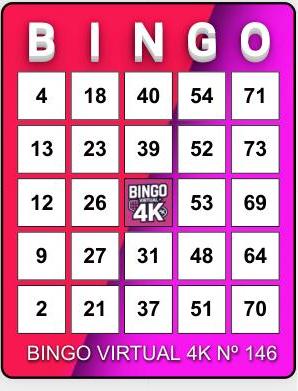 B I N G O
4 18 40 54 71
13 23 39 52 73
12 26 BINGO VIRTUAL 4K 53 69
9 27 31 48 64
2 21 37 51 70
BINGO VIRTUAL 4K Nº 146